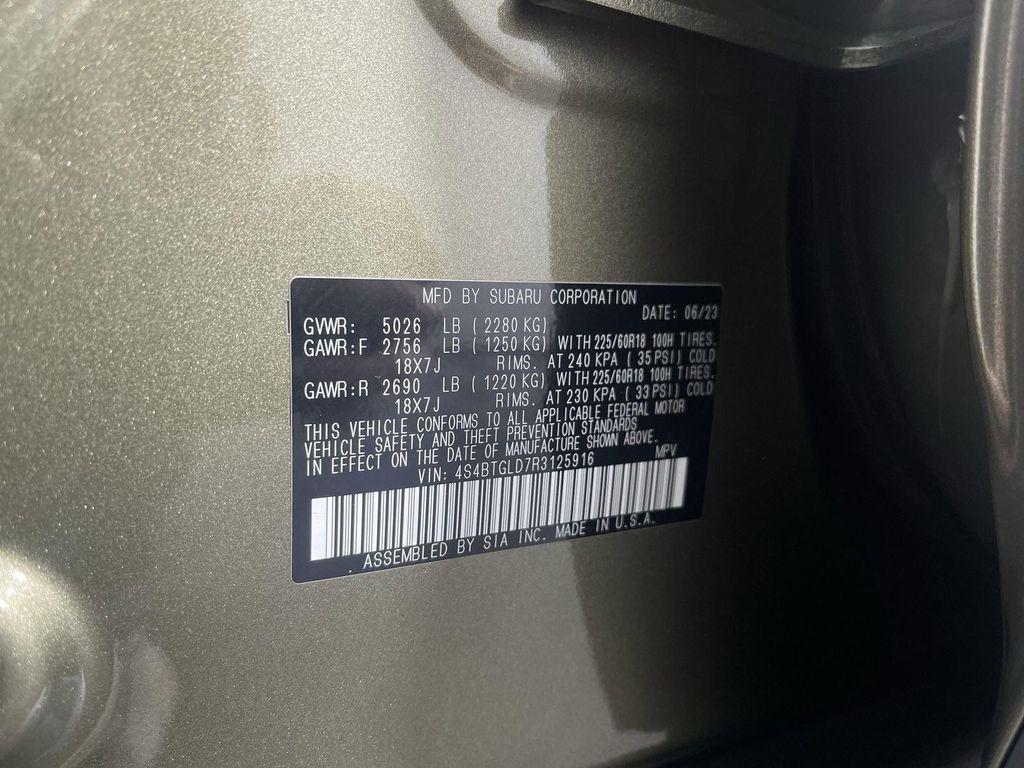 MFD BY SUBARU CORPORATION
DATE: 06/23
GVWR: 5026 LB ( 2280 KG)
GAWR:F 2756 LB ( 1250 KG) WITH 225/60R18 100H TIRES.
18X7J RIMS. AT 240 KPA ( 35 PSI) COLD
GAWR:R 2690 LB ( 1220 KG) WITH 225/60R18 100H TIRES.
18X7J RIMS. AT 230 KPA ( 33 PSI) COLD
THIS VEHICLE CONFORMS TO ALL APPLICABLE FEDERAL MOTOR
VEHICLE SAFETY AND THEFT PREVENTION STANDARDS
IN EFFECT ON THE DATE OF MANUFACTURE SHOWN ABOVE.
VIN: 4S4BTGLD7R3125916 MPV
ASSEMBLED BY SIA INC. MADE IN U.S.A.